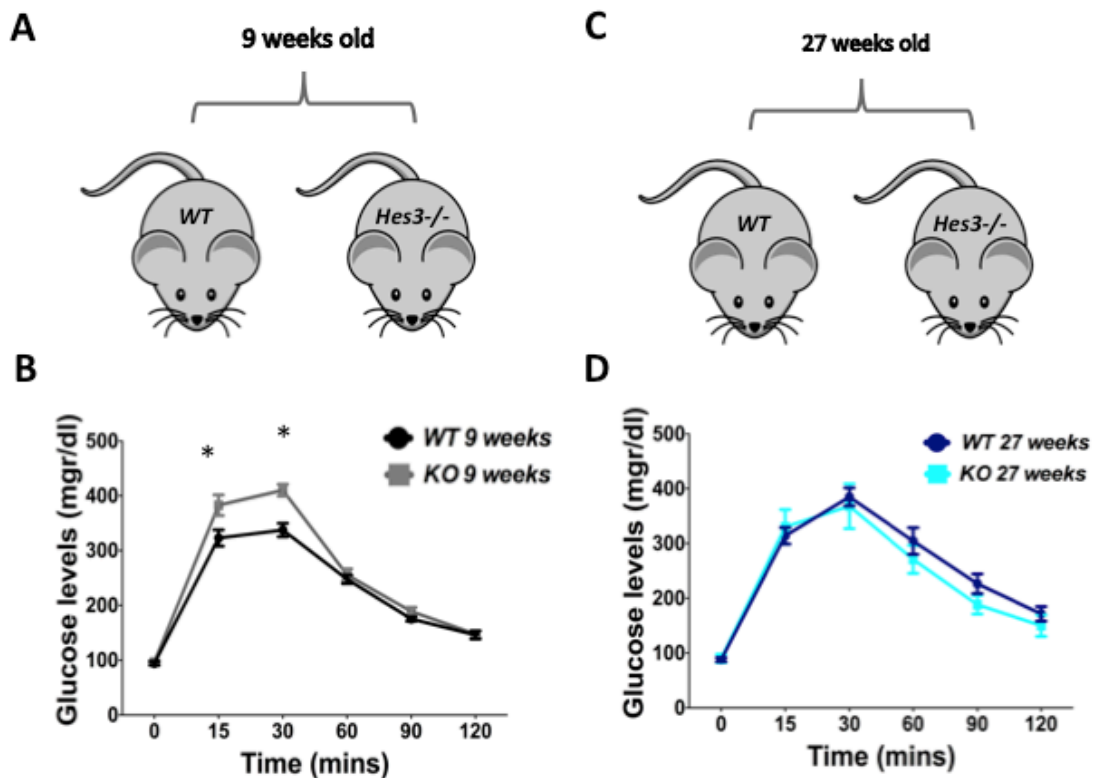 A
9 weeks old
WT
Hes3-/-
B
* *
WT 9 weeks
KO 9 weeks
Glucose levels (mgr/dl)
500
400
300
200
100
0
0 15 30 60 90 120
Time (mins)
C
27 weeks old
WT
Hes3-/-
D
WT 27 weeks
KO 27 weeks
Glucose levels (mgr/dl)
500
400
300
200
100
0
0 15 30 60 90 120
Time (mins)